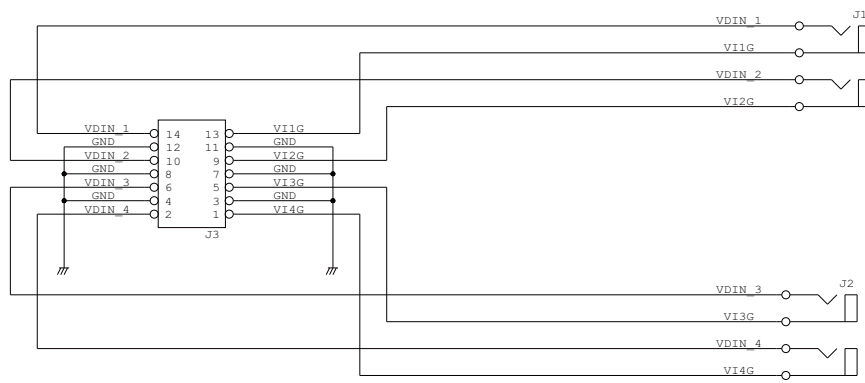 VDIN_1 J1
VI1G
VDIN_2
VI2G
VDIN_1 14 13 VI1G
GND 12 11 GND
VDIN_2 10 9 VI2G
GND 8 7 GND
VDIN_3 6 5 VI3G
GND 4 3 GND
VDIN_4 2 1 VI4G
J3
VDIN_3 J2
VI3G
VDIN_4
VI4G